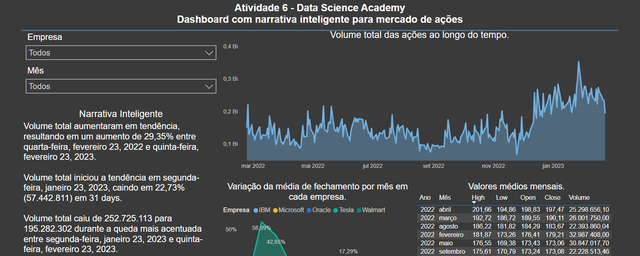 Atividade 6 - Data Science Academy
Dashboard com narrativa inteligente para mercado de ações
Empresa
Todos
Mês
Todos
Narrativa Inteligente
Volume total aumentaram em tendência,
resultando em um aumento de 29,35% entre
quarta-feira, fevereiro 23, 2022 e quinta-feira,
fevereiro 23, 2023.
Volume total iniciou a tendência em segunda-
feira, janeiro 23, 2023, caindo em 22,73%
(57.442.811) em 31 days.
Volume total caiu de 252.725.113 para
195.282.302 durante a queda mais acentuada
entre segunda-feira, janeiro 23, 2023 e quinta-
feira, fevereiro 23, 2023.
Volume total das ações ao longo do tempo.
0,4 Bi
0,3 Bi
0,2 Bi
0,1 Bi
mar 2022 mai 2022 jul 2022 set 2022 nov 2022 jan 2023
Variação da média de fechamento por mês em
cada empresa.
Empresa IBM Microsoft Oracle Tesla Walmart
50%
58,99%
42,65%
17,29%
Valores médios mensais.
Ano Mês High Low Open Close Volume
2022 abril 201,66 194,86 198,83 197,47 25.298.656,10
2022 março 192,72 186,72 189,55 190,11 26.001.750,00
2022 agosto 186,22 181,82 184,29 183,67 22.393.860,04
2022 fevereiro 181,87 173,26 176,41 179,21 32.987.408,00
2022 maio 176,55 169,38 173,43 173,06 30.847.017,70
2022 setembro 175,61 170,79 173,24 173,08 22.228.513,46